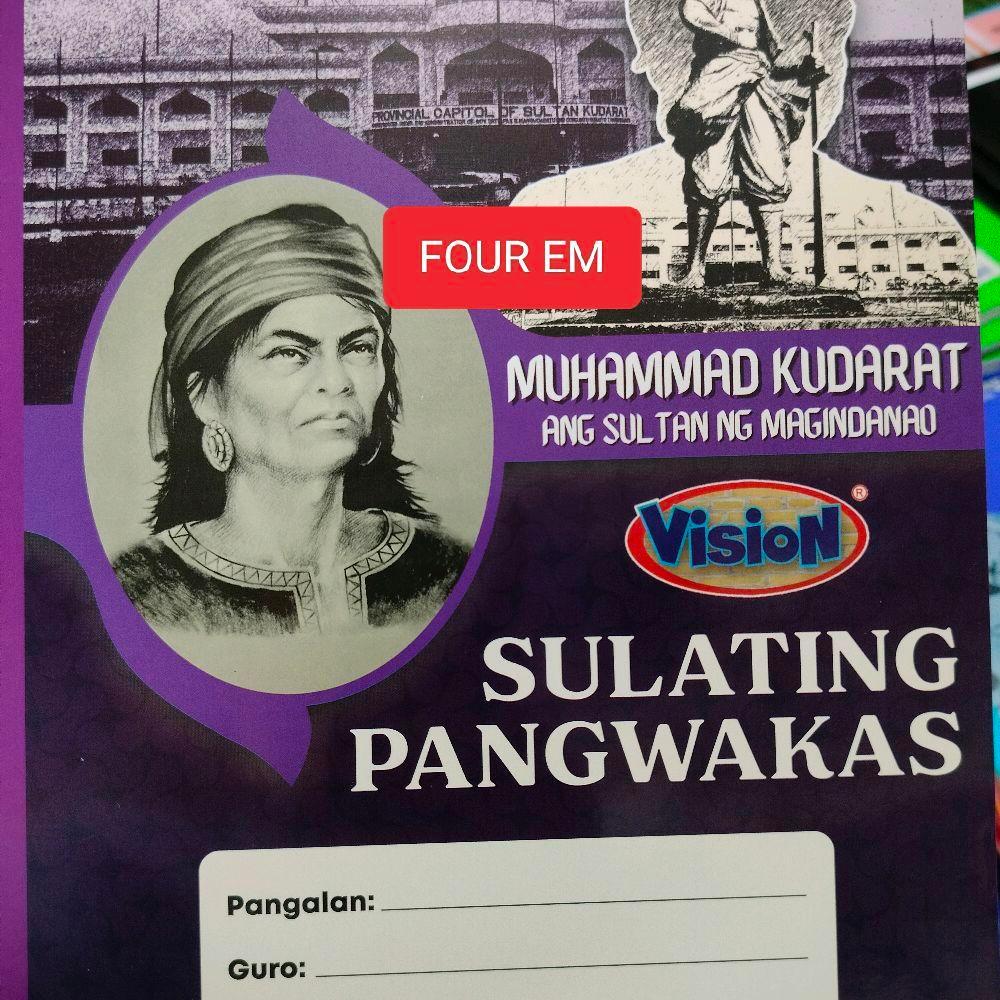 PROVINCIAL CAPITOL OF SULTAN KUDARAT
FOUR EM
MUHAMMAD KUDARAT
ANG SULTAN NG MAGINDANAO
VisioN ®
SULATING
PANGWAKAS
Pangalan:
Guro: